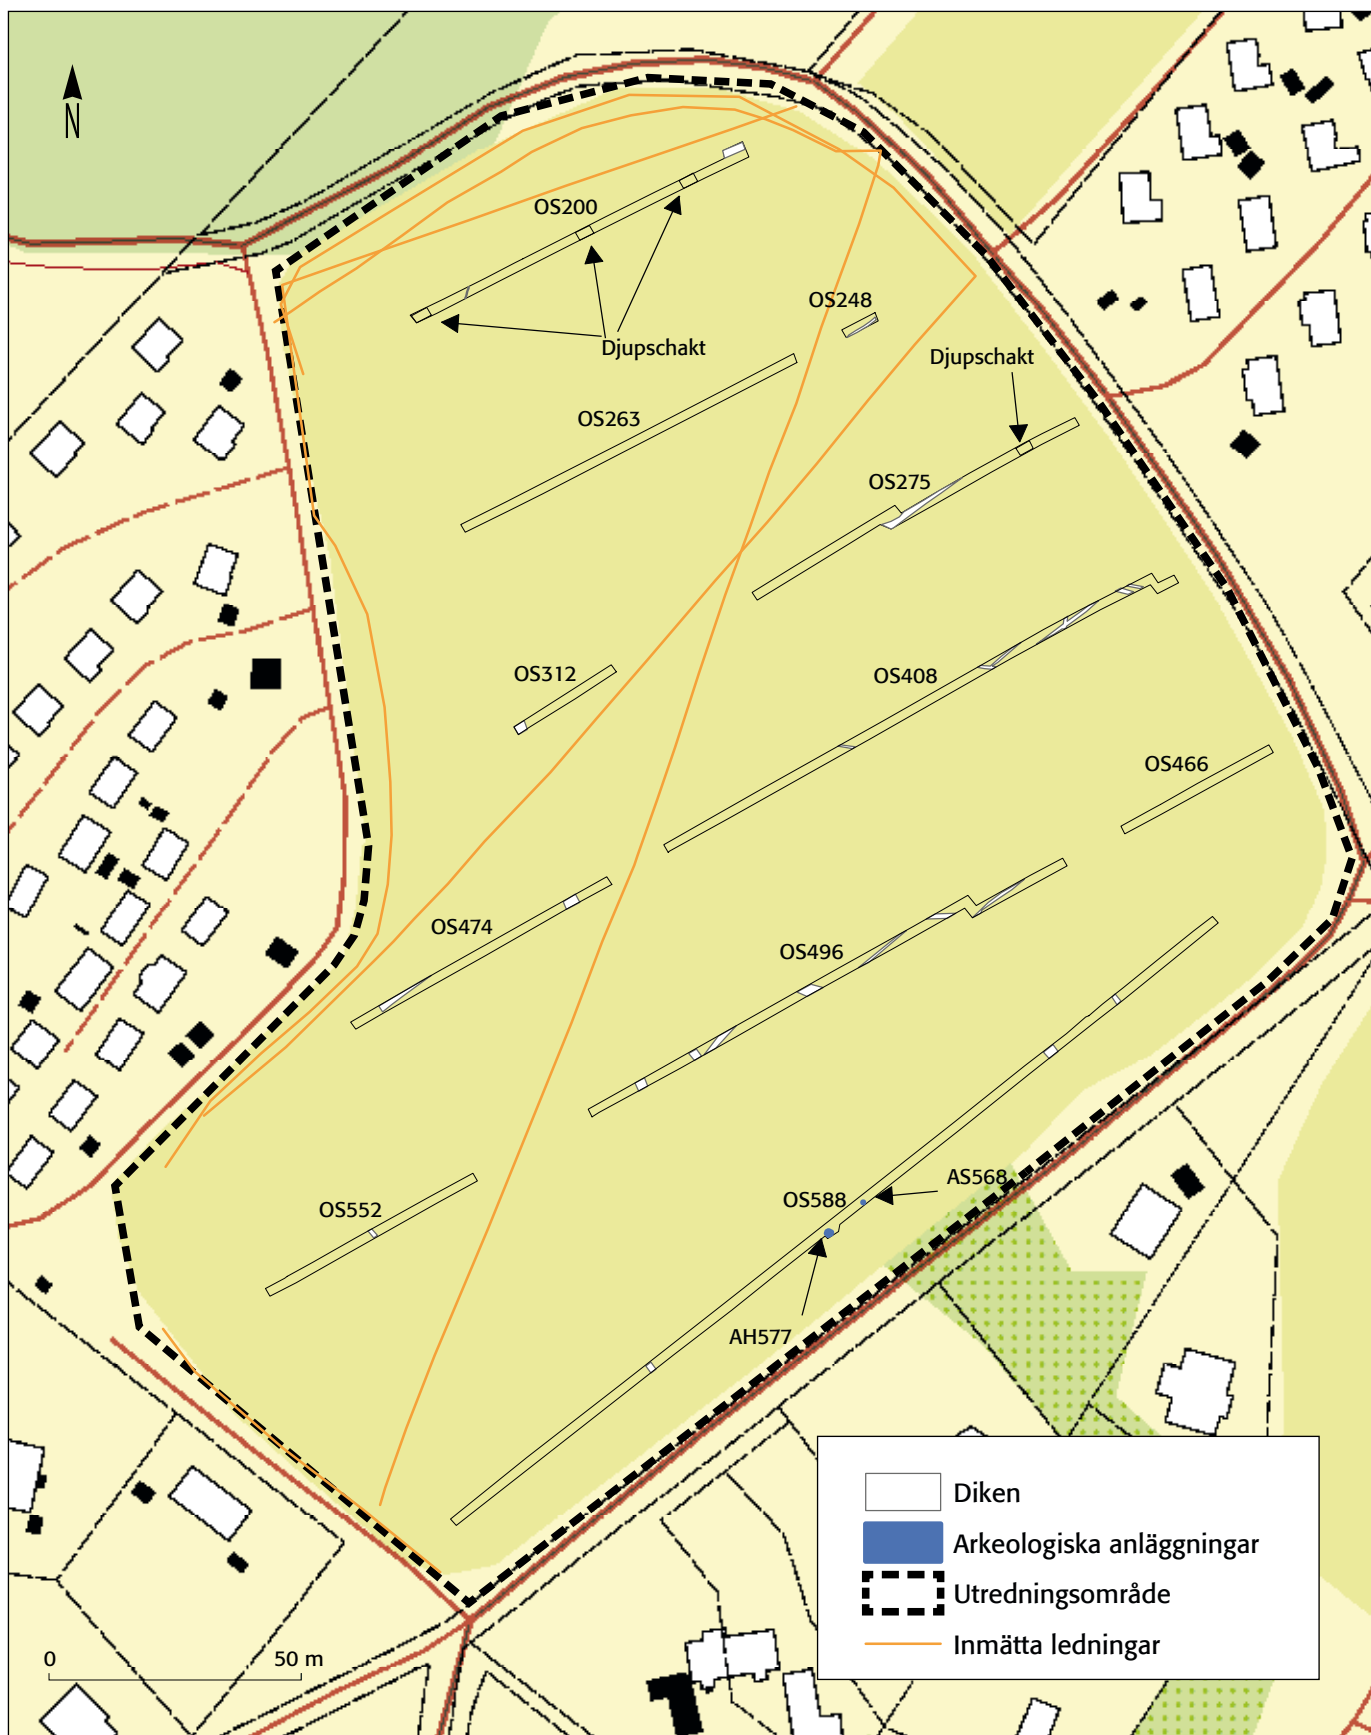 N
OS200
OS248
Djupschakt
Djupschakt
OS263
OS275
OS312
OS408
OS466
OS474
OS496
AS568
OS588
OS552
AH577
Diken
Arkeologiska anläggningar
Utredningsområde
Inmätta ledningar
0 50 m